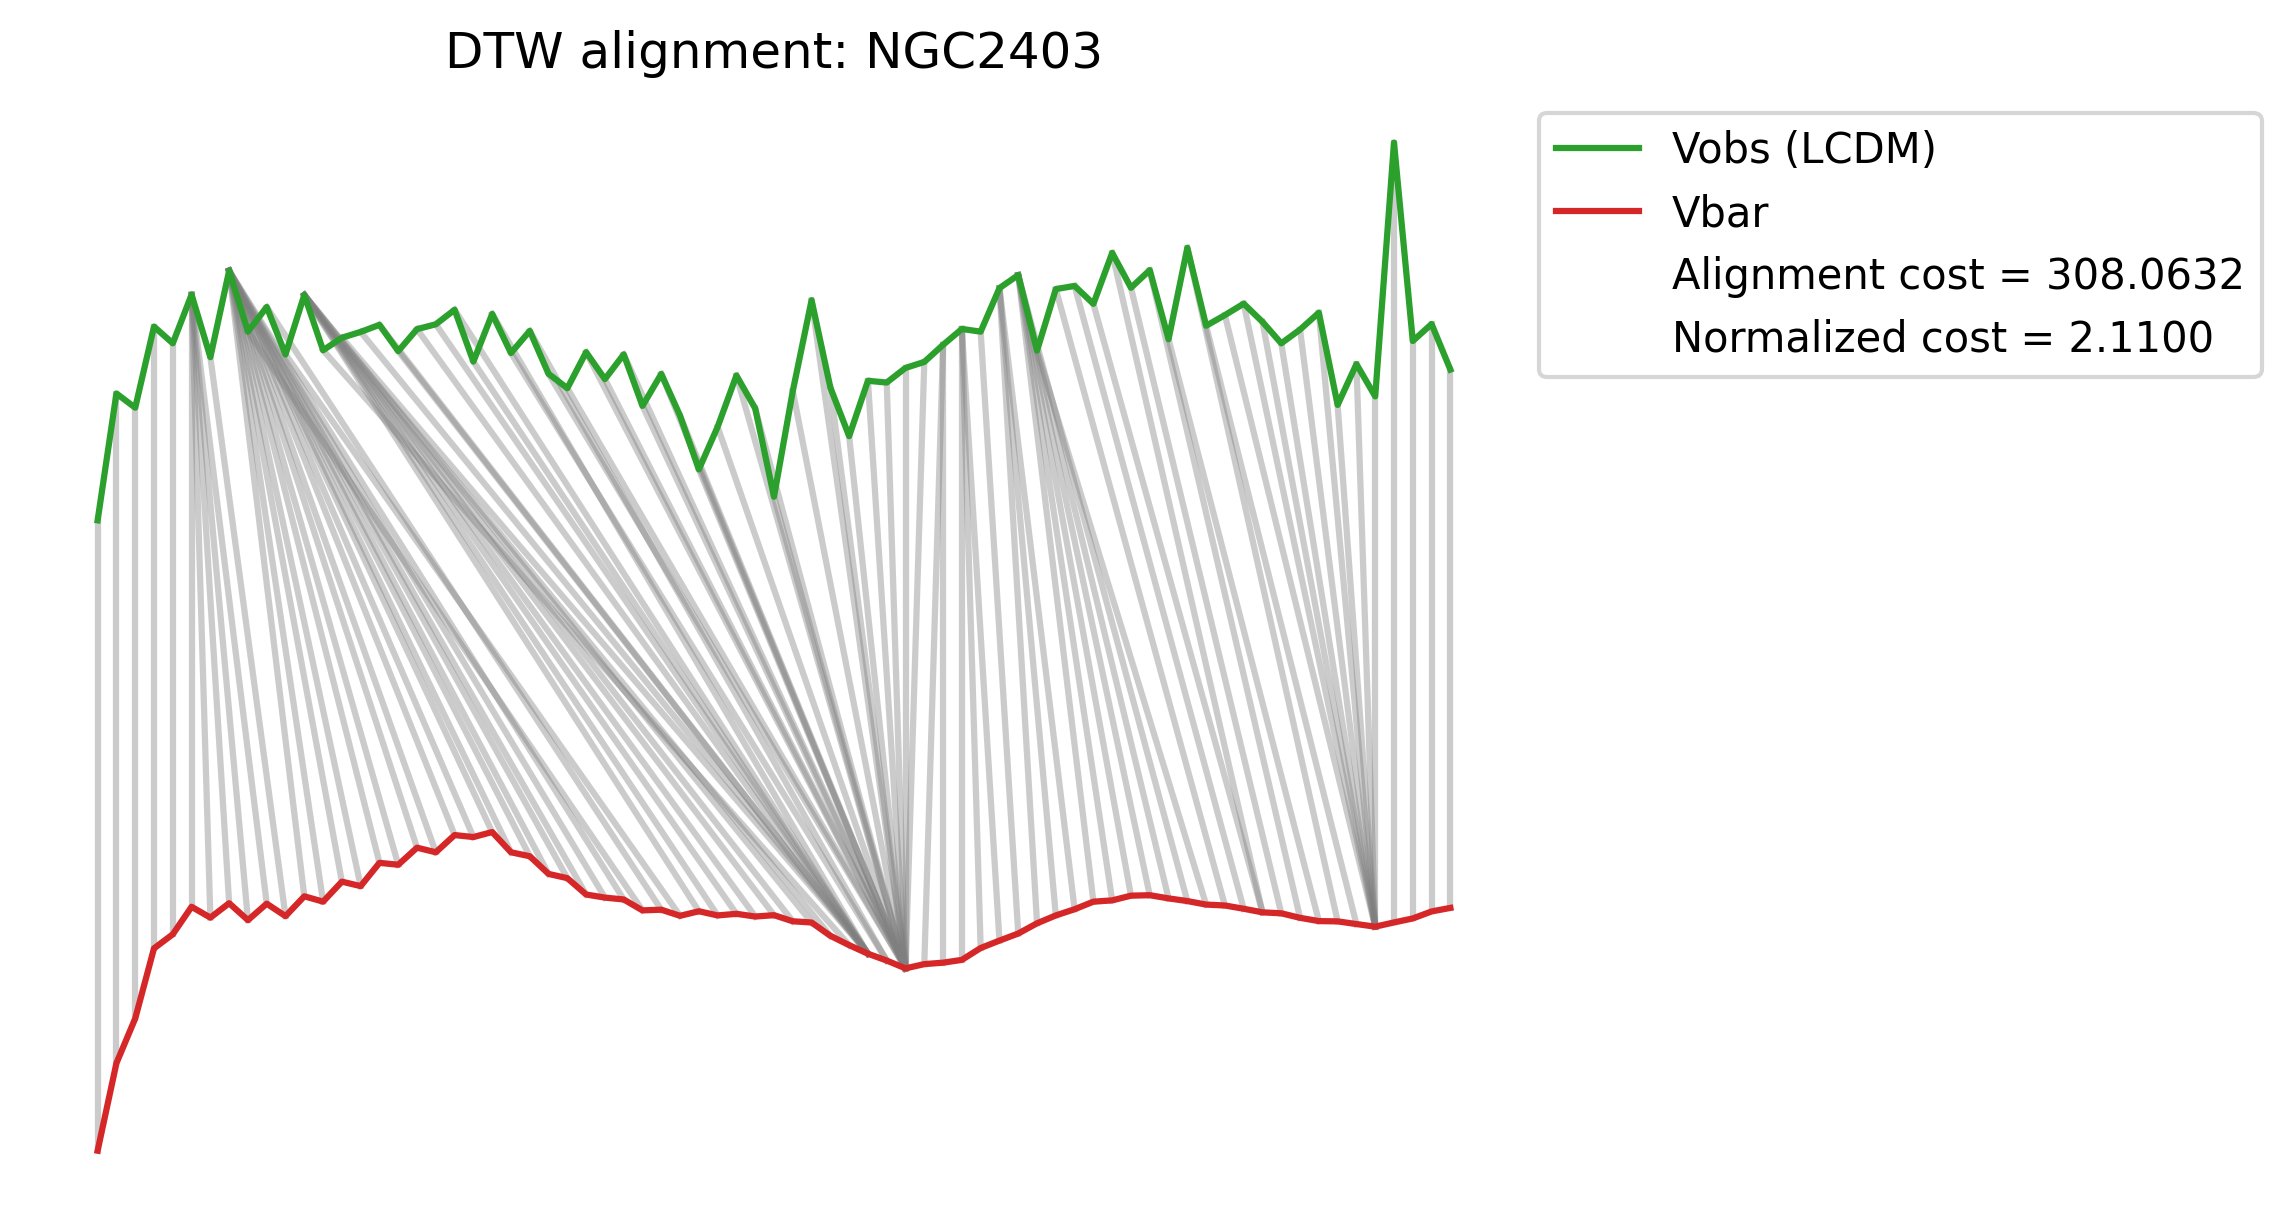 DTW alignment: NGC2403
Vobs (LCDM)
Vbar
Alignment cost = 308.0632
Normalized cost = 2.1100